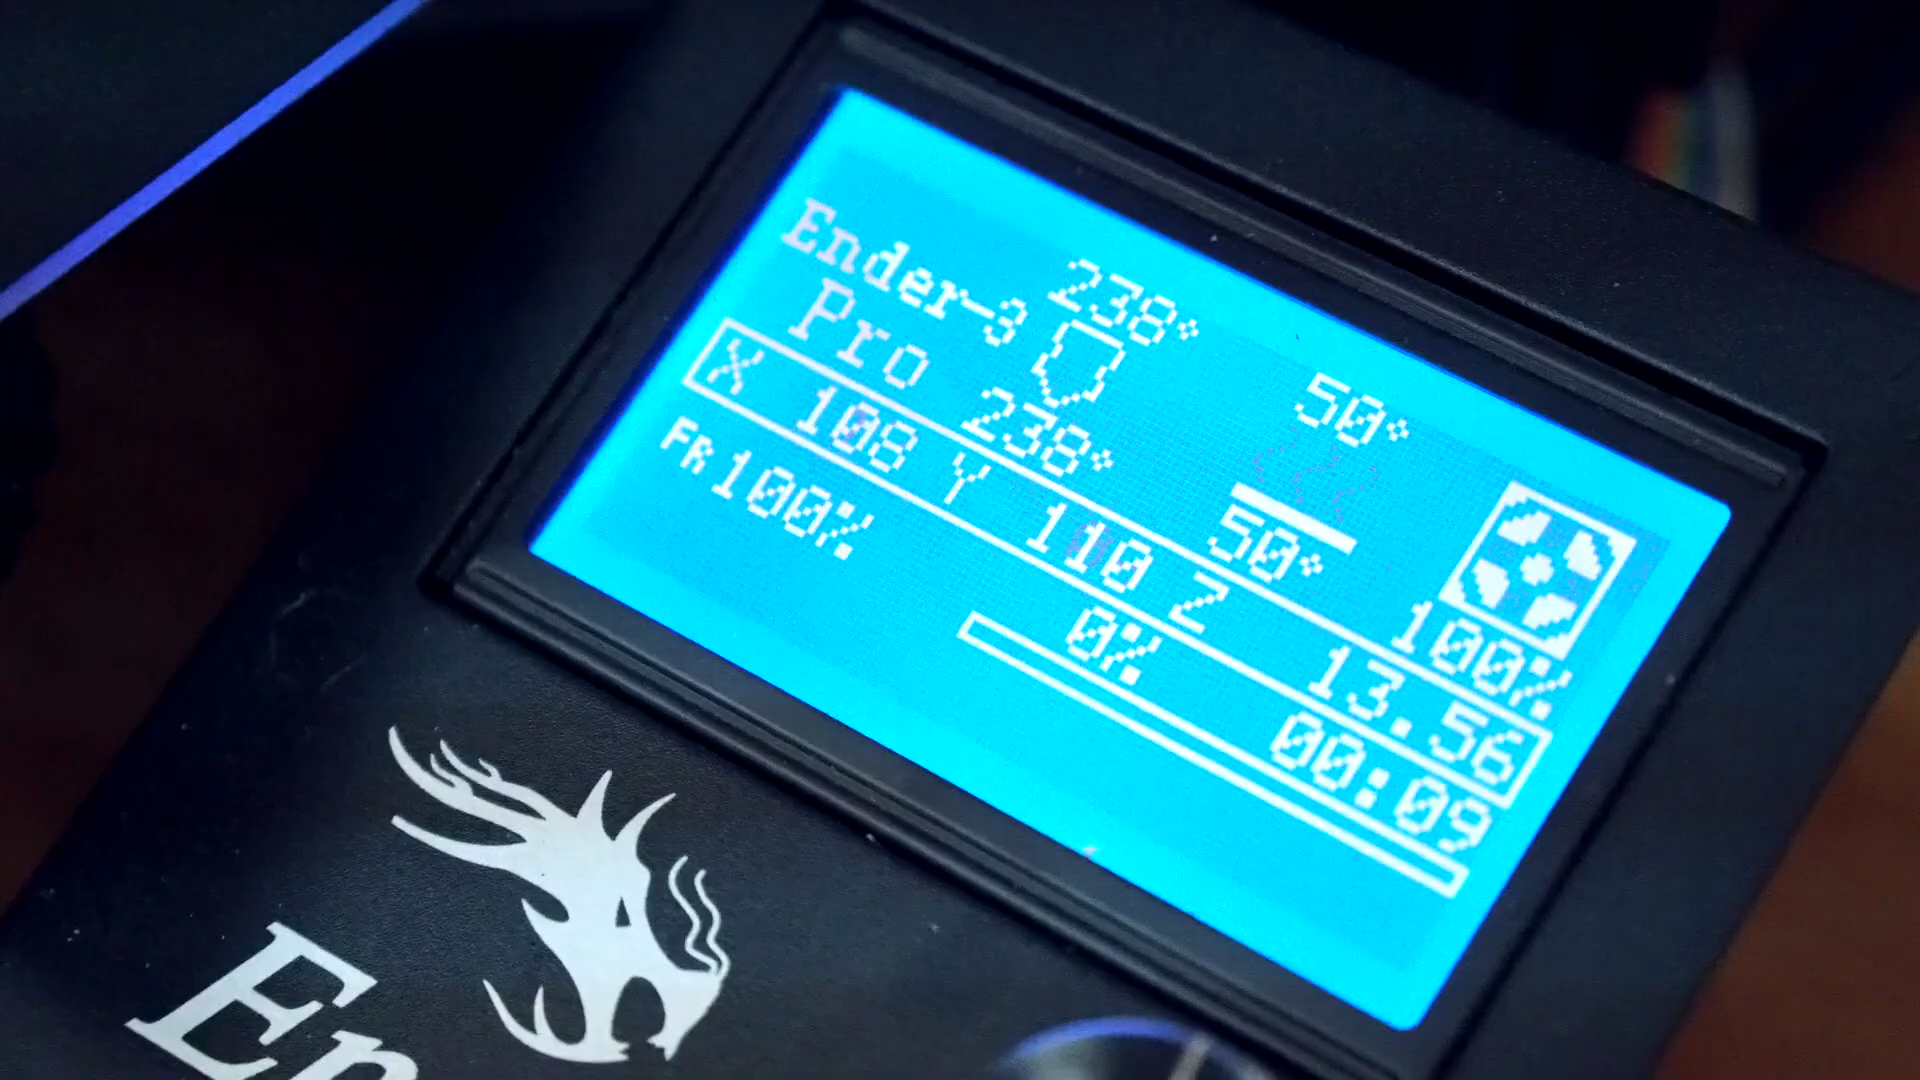 238° 50°
Ender-3
Pro
238° 50° 100%
X 108 Y 110 Z 13.56
FR 100% 0% 00:09
En